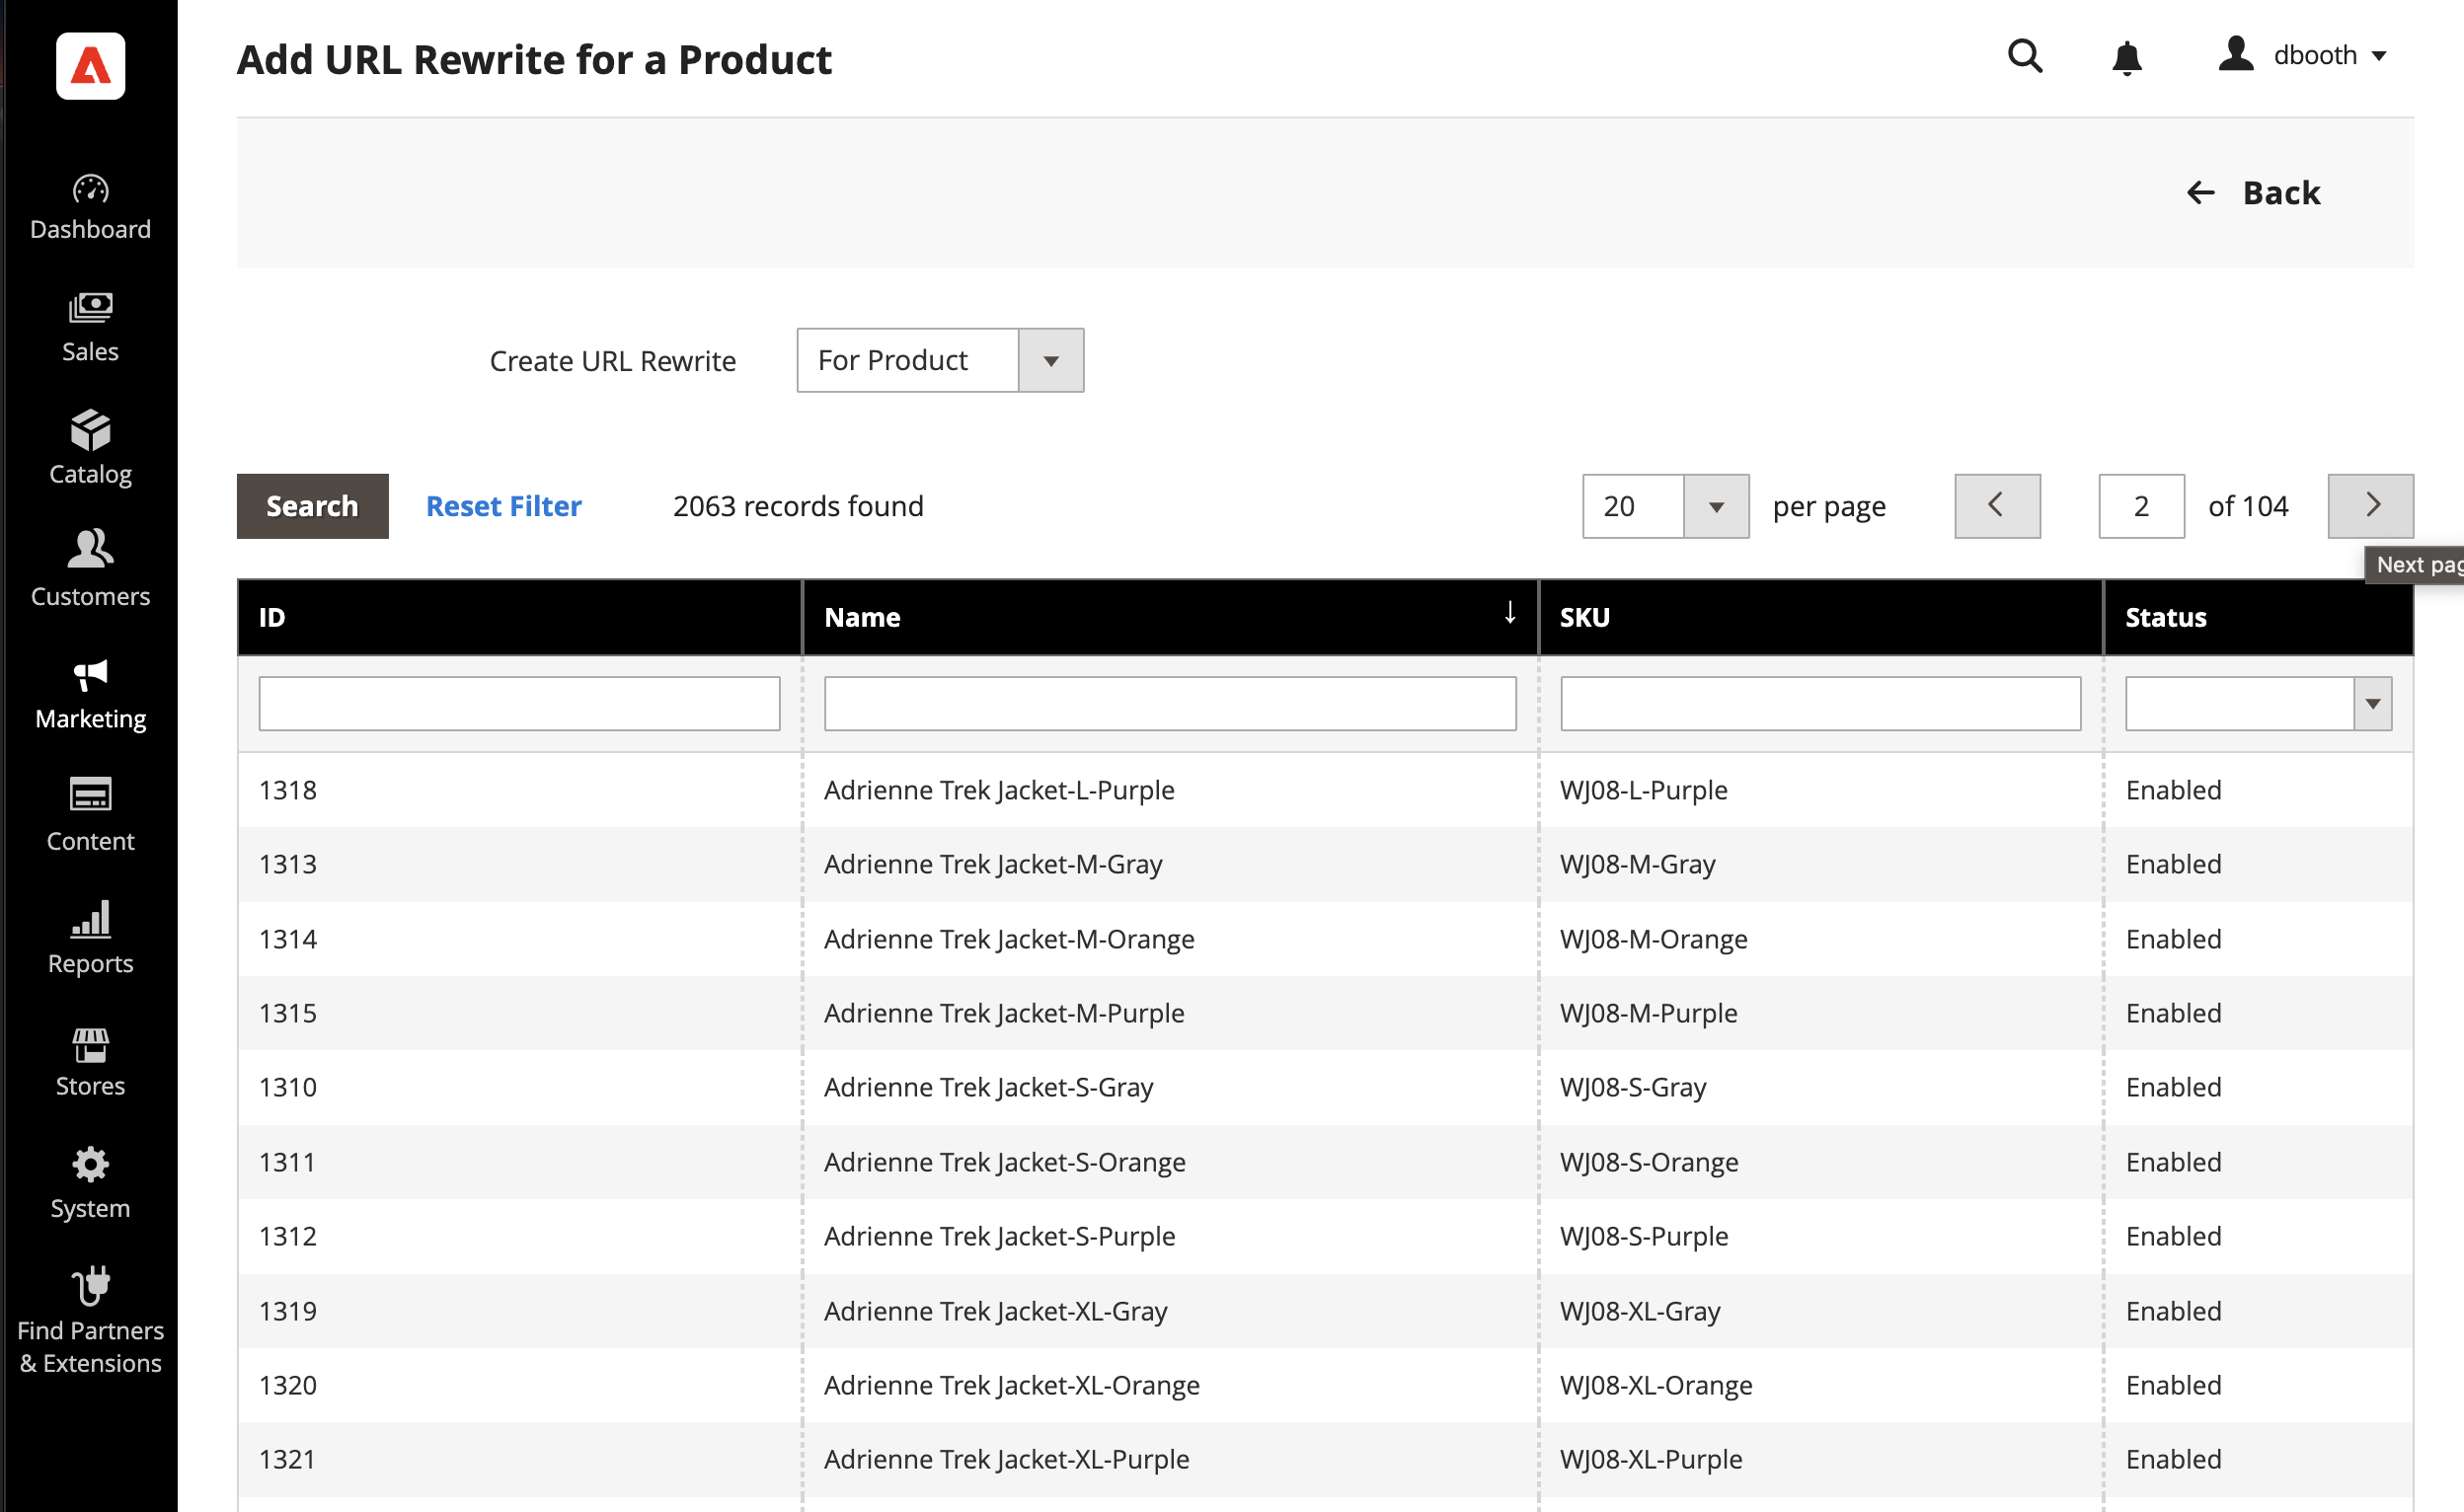 Add URL Rewrite for a Product
dbooth
Back
Create URL Rewrite For Product
Search Reset Filter 2063 records found 20 per page 2 of 104
Next pag
ID Name SKU Status
1318 Adrienne Trek Jacket-L-Purple WJ08-L-Purple Enabled
1313 Adrienne Trek Jacket-M-Gray WJ08-M-Gray Enabled
1314 Adrienne Trek Jacket-M-Orange WJ08-M-Orange Enabled
1315 Adrienne Trek Jacket-M-Purple WJ08-M-Purple Enabled
1310 Adrienne Trek Jacket-S-Gray WJ08-S-Gray Enabled
1311 Adrienne Trek Jacket-S-Orange WJ08-S-Orange Enabled
1312 Adrienne Trek Jacket-S-Purple WJ08-S-Purple Enabled
1319 Adrienne Trek Jacket-XL-Gray WJ08-XL-Gray Enabled
1320 Adrienne Trek Jacket-XL-Orange WJ08-XL-Orange Enabled
1321 Adrienne Trek Jacket-XL-Purple WJ08-XL-Purple Enabled
Dashboard
Sales
Catalog
Customers
Marketing
Content
Reports
Stores
System
Find Partners
& Extensions